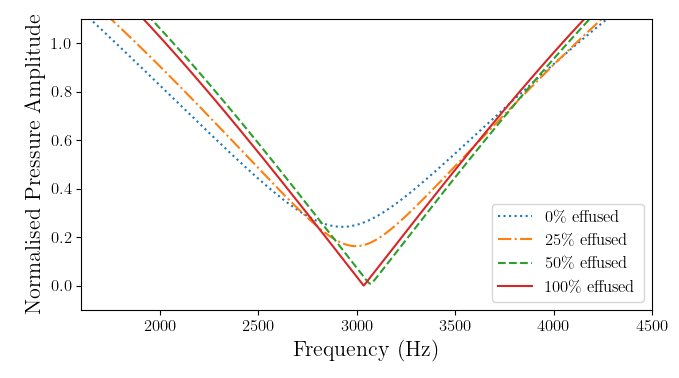 Normalised Pressure Amplitude
1.0
0.8
0.6
0.4
0.2
0.0
0% effused
25% effused
50% effused
100% effused
2000 2500 3000 3500 4000 4500
Frequency (Hz)